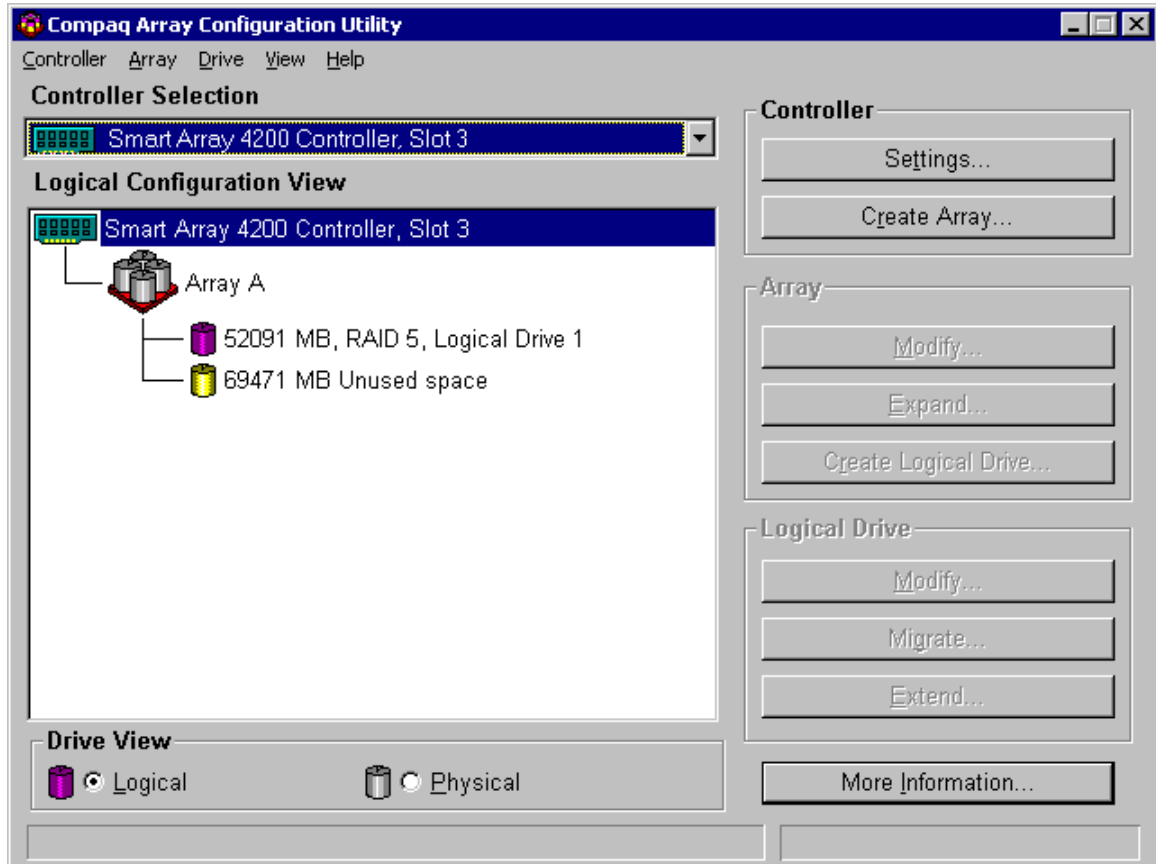 Compaq Array Configuration Utility
Controller Array Drive View Help
Controller Selection
Smart Array 4200 Controller, Slot 3
Logical Configuration View
Smart Array 4200 Controller, Slot 3
Array A
52091 MB, RAID 5, Logical Drive 1
69471 MB Unused space
Drive View
Logical
Physical
Controller
Settings...
Create Array...
Array
Modify...
Expand...
Create Logical Drive...
Logical Drive
Modify...
Migrate...
Extend...
More Information...